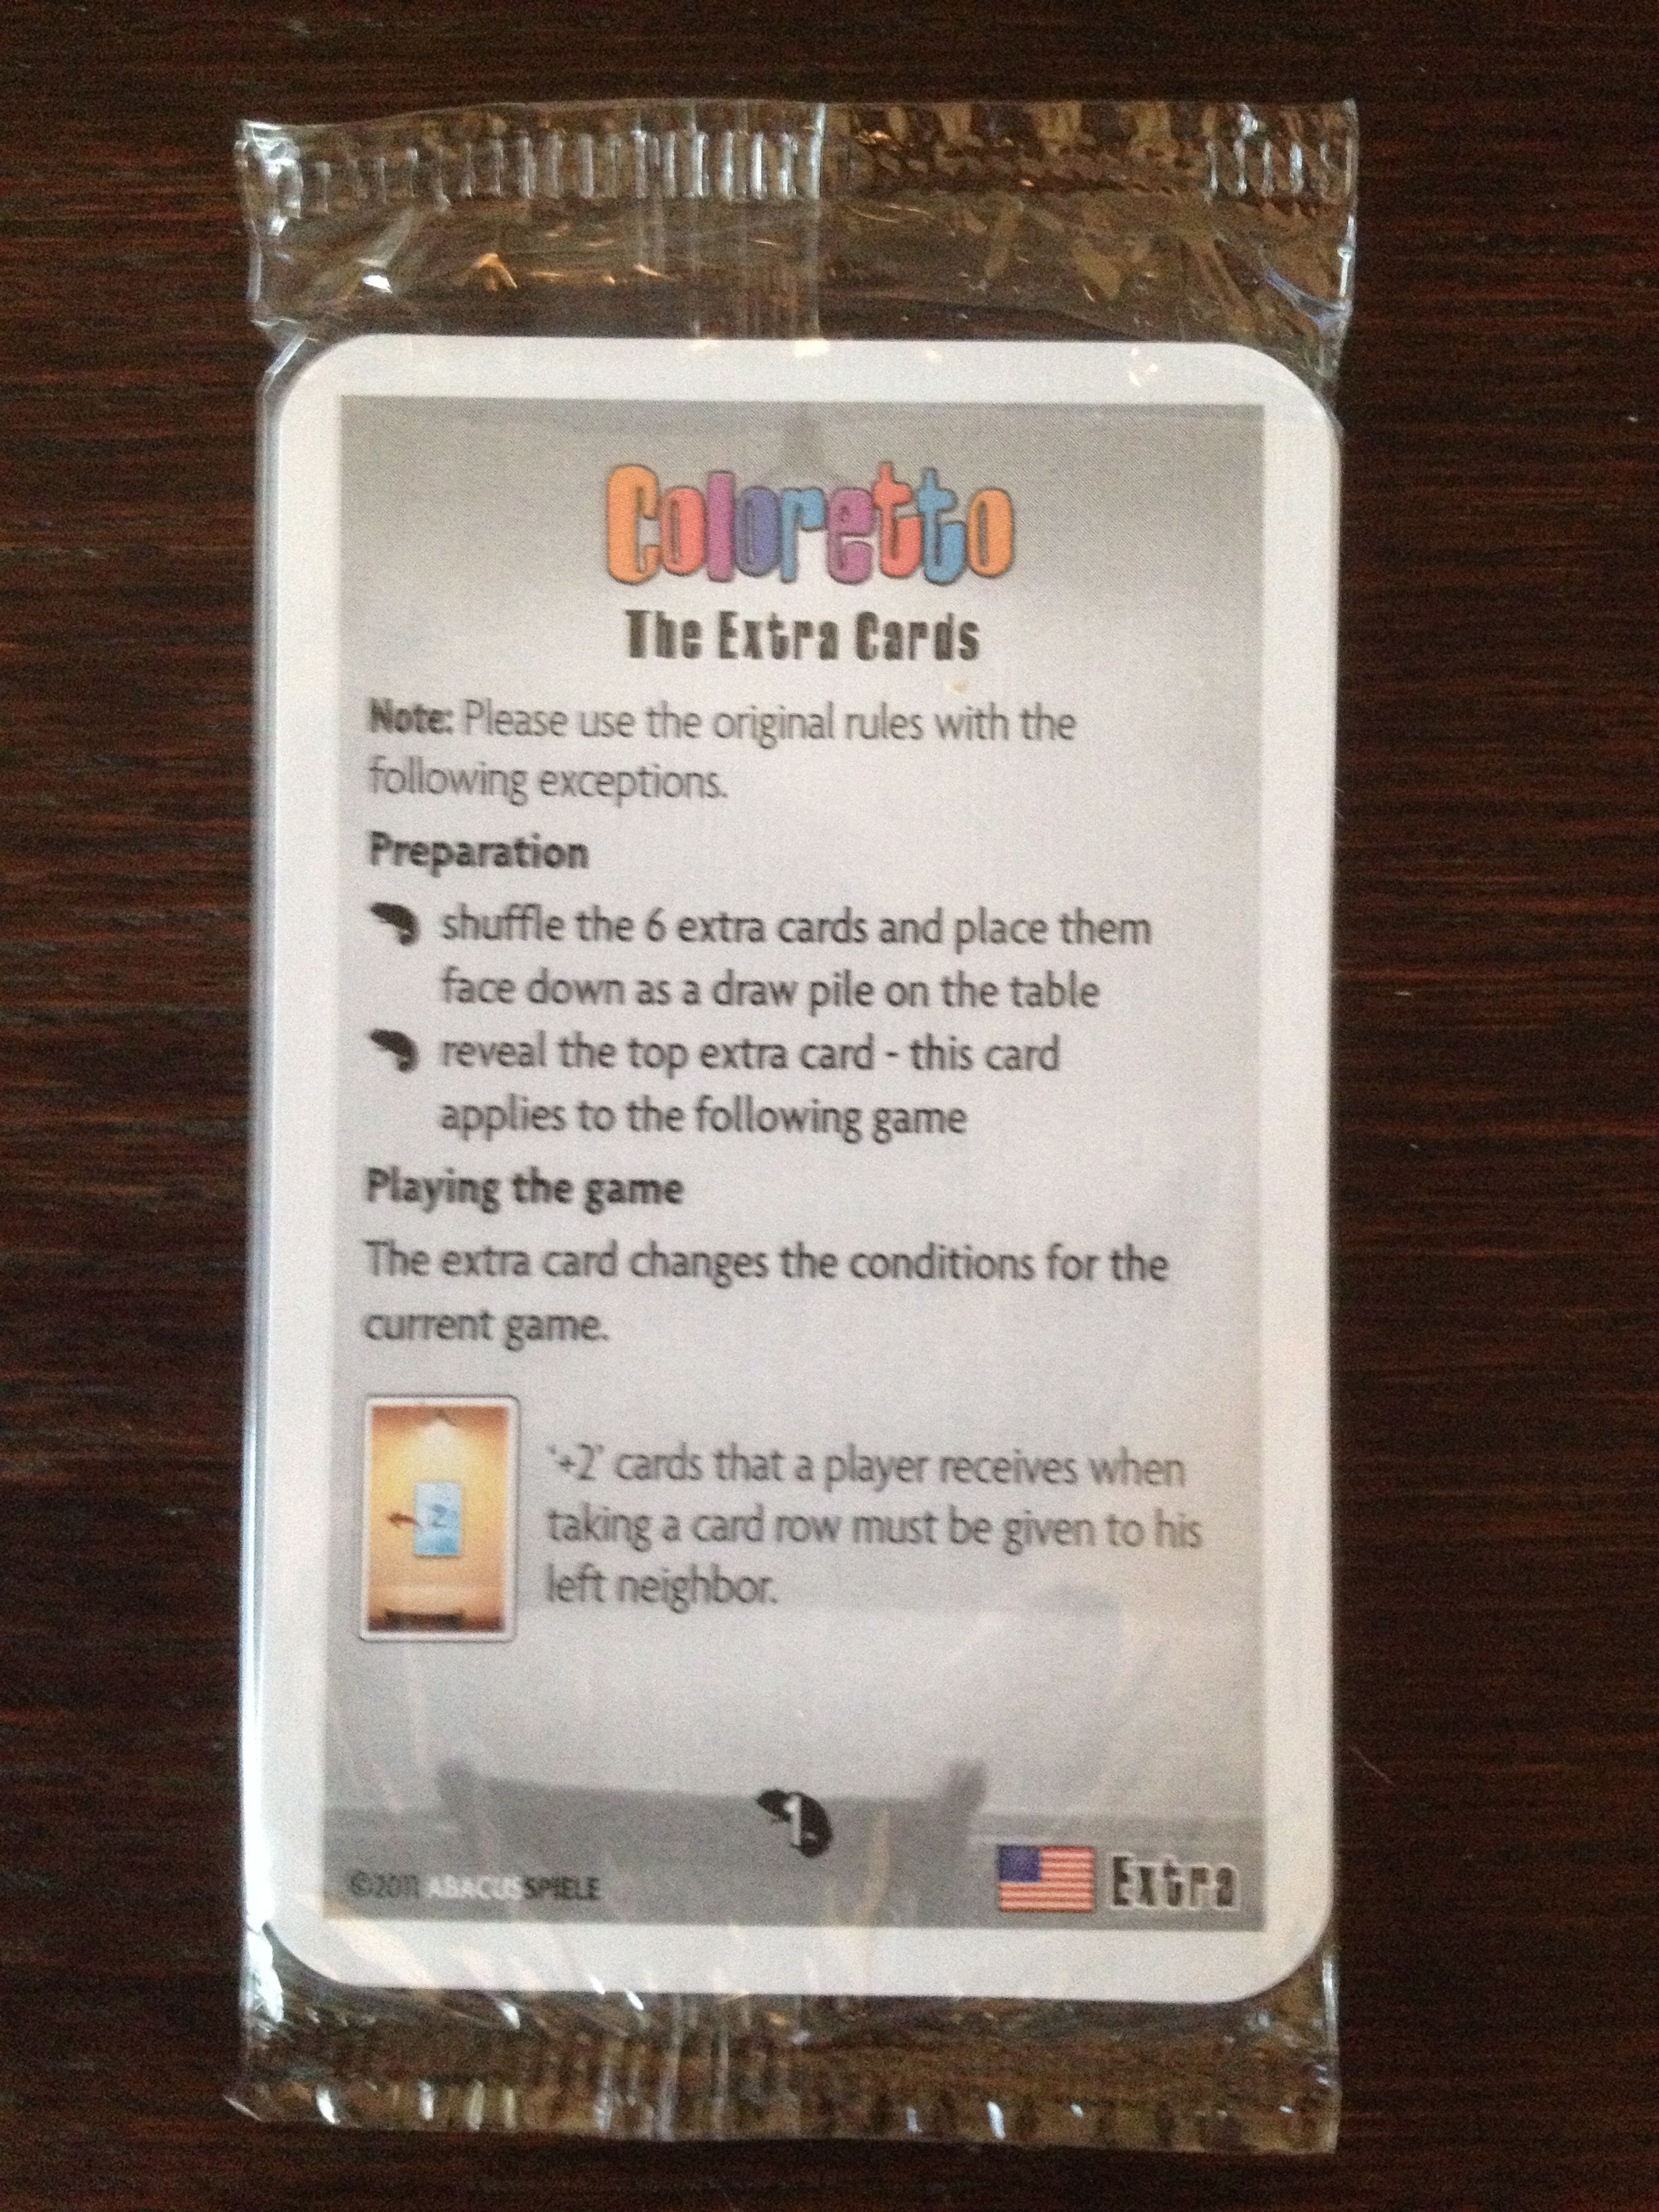 Coloretto
The Extra Cards
Note: Please use the original rules with the
following exceptions.
Preparation
shuffle the 6 extra cards and place them
face down as a draw pile on the table
reveal the top extra card - this card
applies to the following game
Playing the game
The extra card changes the conditions for the
current game.
2
'+2' cards that a player receives when
taking a card row must be given to his
left neighbor.
1
©2011 ABACUSSPIELE
Extra